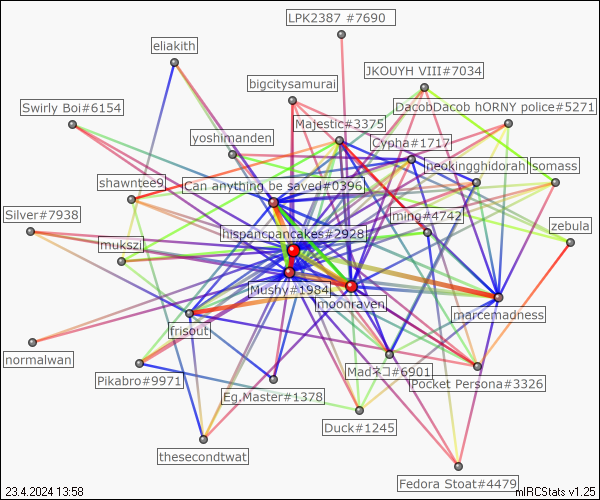 LPK2387 #7690
eliakith
JKOUYH VIII#7034
bigcitysamurai
Swirly Boi#6154
DacobDacob hORNY police#5271
Majestic#3375
yoshimanden
Cypha#1717
neokingghidorah
somass
shawntee9
Can anything be saved#0396
Silver#7938
ming#4742
zebula
hispancpancakes#2928
mukszi
Mushy#1984
moonraven
marcemadness
frisout
normalwan
Madネコ#6901
Pikabro#9971
Pocket Persona#3326
Eg.Master#1378
Duck#1245
thesecondtwat
Fedora Stoat#4479
23.4.2024 13:58
mIRCStats v1.25